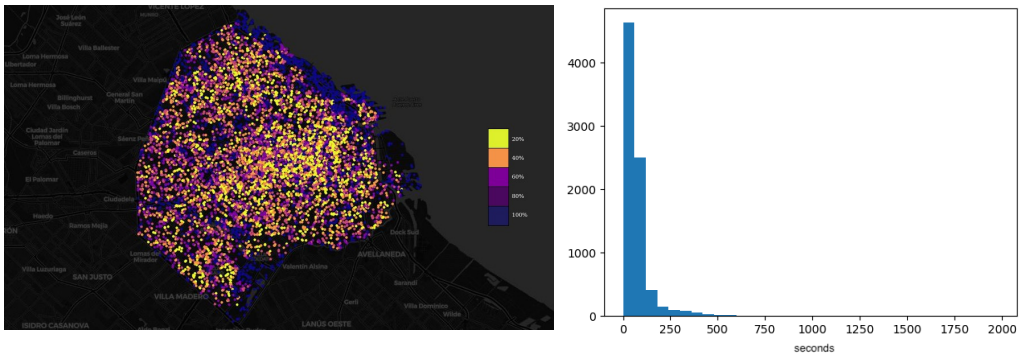 VICENTE LÓPEZ
José León
Suárez
Villa Ballester
Loma Hermosa
Libertador
Villa Maipú
Loma Hermosa
General San
Martín
Billinghurst
Villa Bosch
Ciudad Jardín
Lomas del
Palomar
Caseros
El Palomar
Ciudadela
Haedo
Ramos Mejía
Lomas del
Mirador
Villa Luzuriaga
SAN JUSTO
VILLA MADERO
ISIDRO CASANOVA
LANÚS OESTE
Valentín Alsina
Dock Sud
AVELLANEDA
Sarandí
Gerli
Villa Domínico
Wilde
20%
40%
60%
80%
100%
4000
3000
2000
1000
0
0
250
500
750
1000
1250
1500
1750
2000
seconds